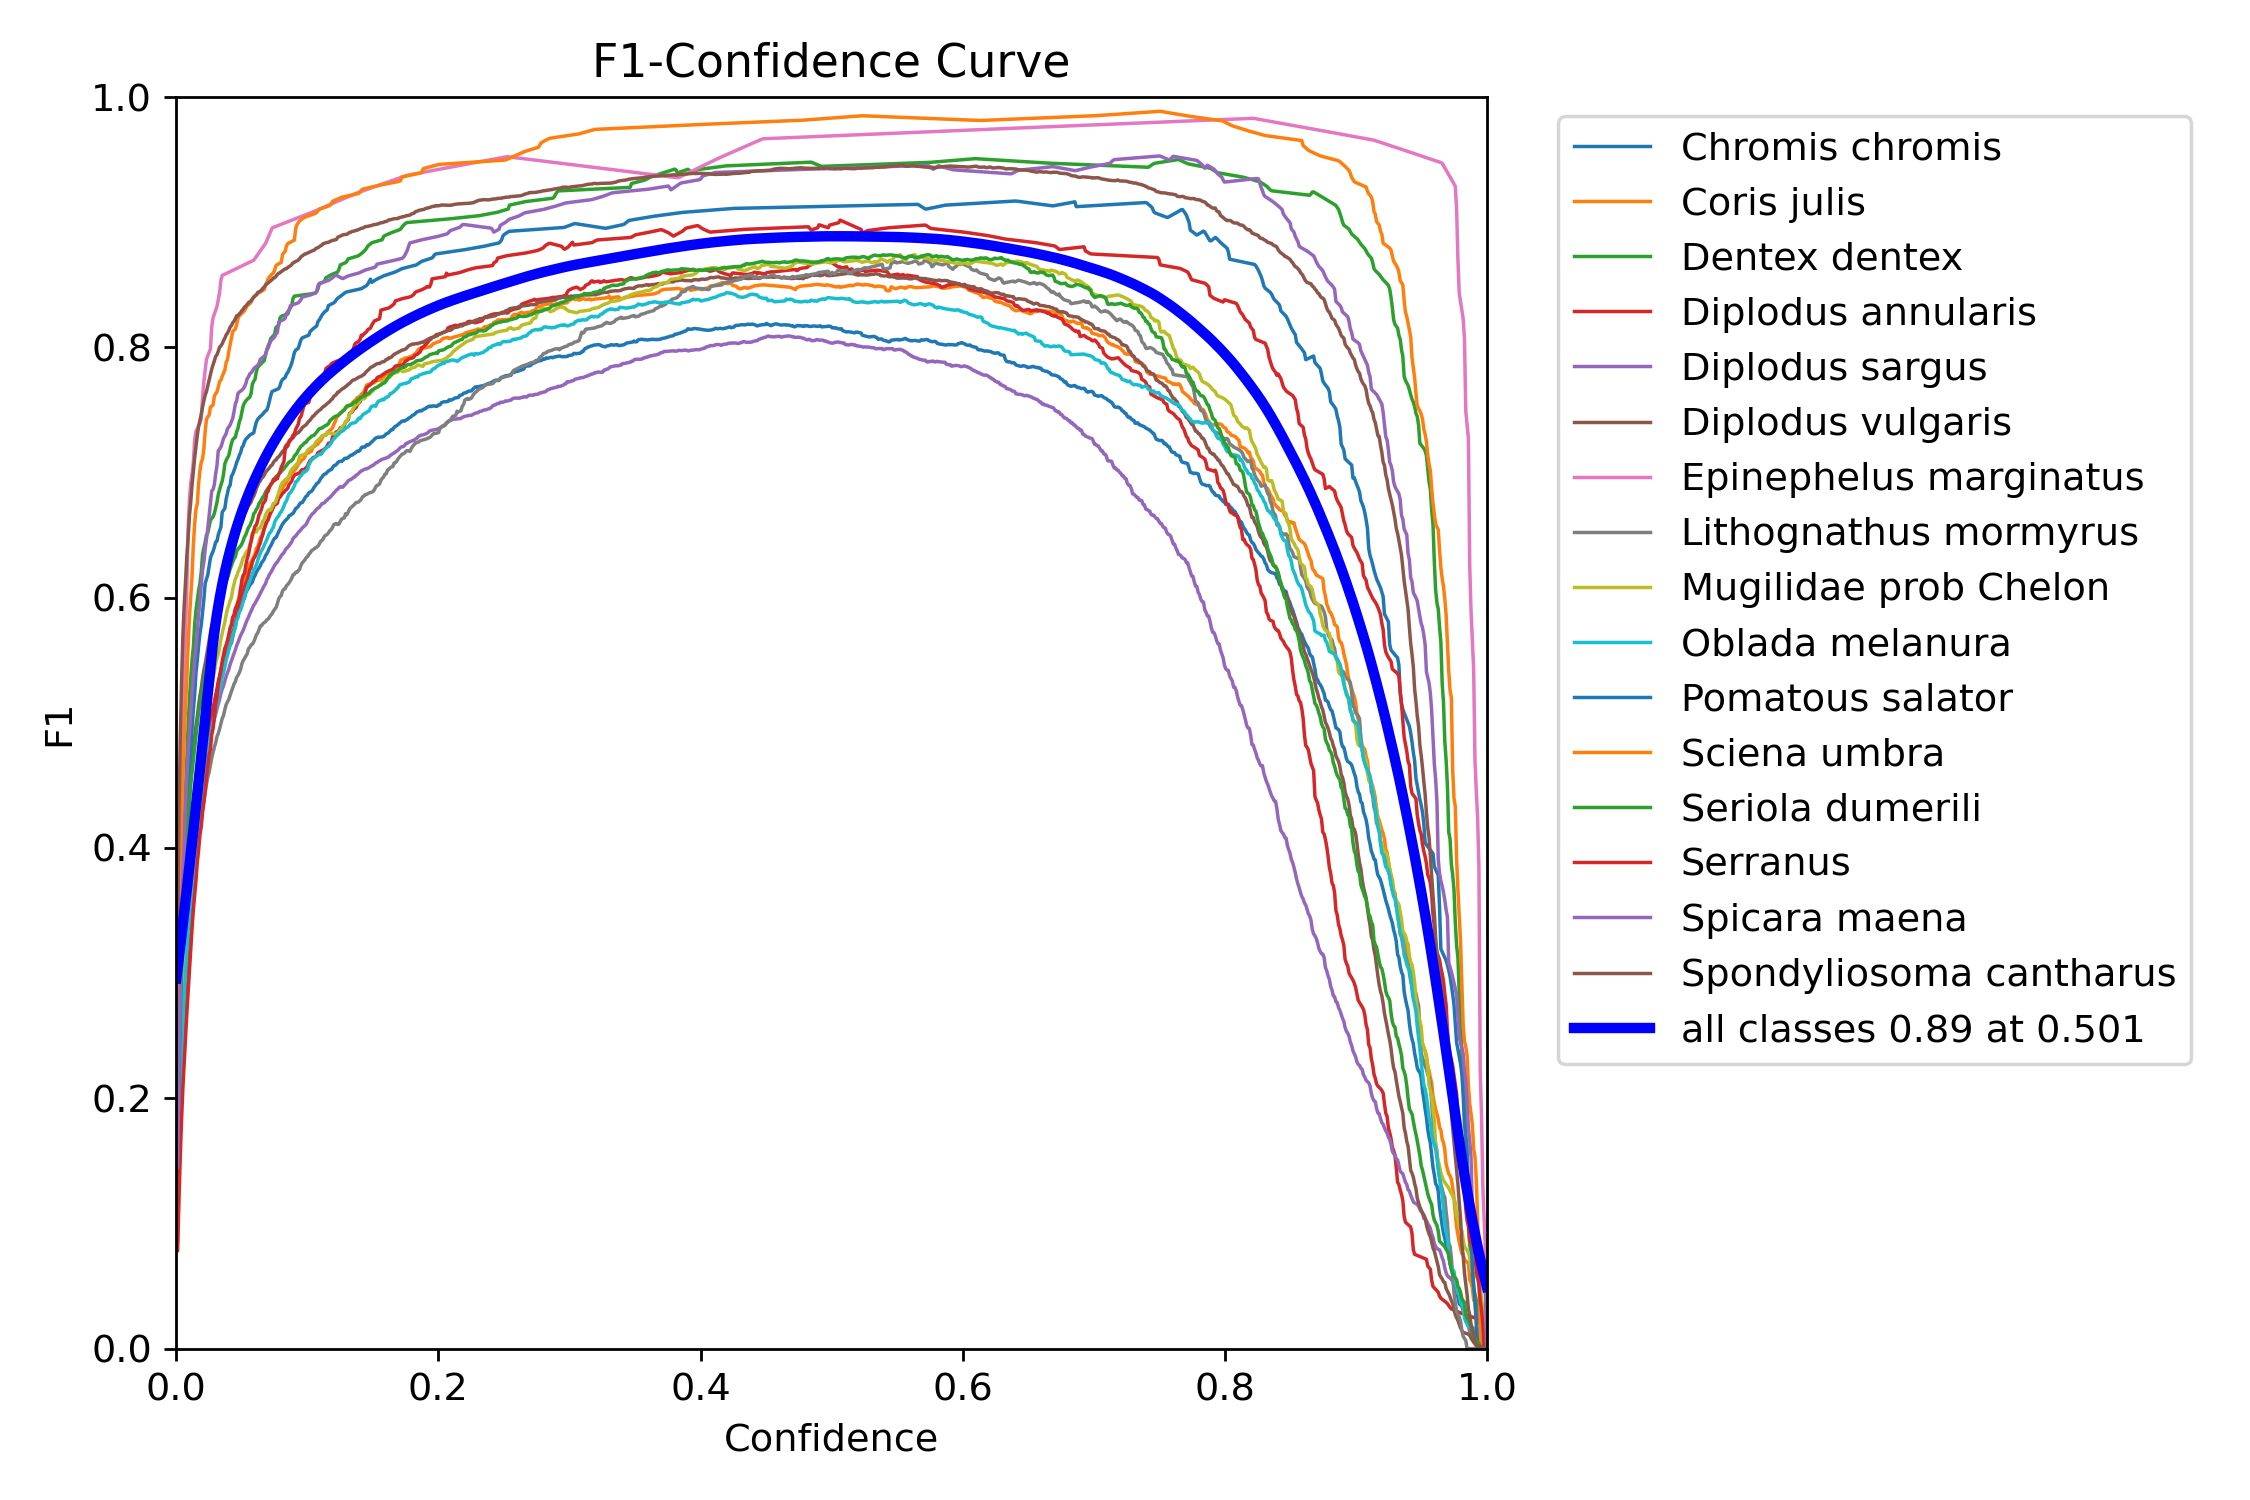 F1-Confidence Curve
1.0
0.8
0.6
0.4
0.2
0.0
F1
0.0 0.2 0.4 0.6 0.8 1.0
Confidence
Chromis chromis
Coris julis
Dentex dentex
Diplodus annularis
Diplodus sargus
Diplodus vulgaris
Epinephelus marginatus
Lithognathus mormyrus
Mugilidae prob Chelon
Oblada melanura
Pomatous salator
Sciena umbra
Seriola dumerili
Serranus
Spicara maena
Spondyliosoma cantharus
all classes 0.89 at 0.501